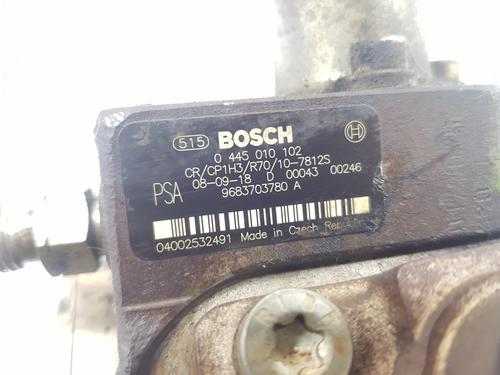 515 BOSCH
0 445 010 102
CR/CP1H3/R70/10-7812S
PSA 08-09-18 D 00043 00246
9683703780 A
04002532491 Made in Czech